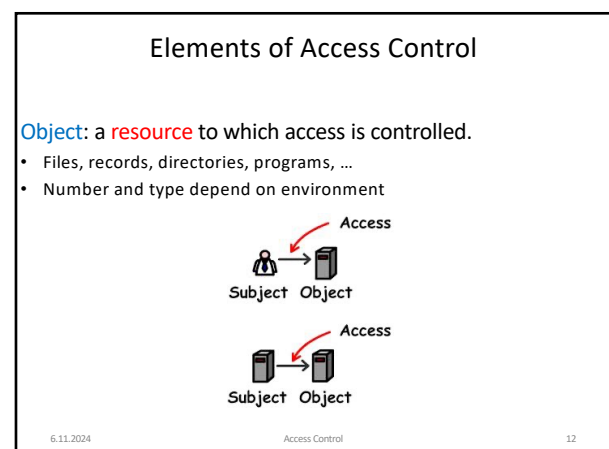 Elements of Access Control
Object: a resource to which access is controlled.
• Files, records, directories, programs, …
• Number and type depend on environment
Access
Subject Object
Access
Subject Object
6.11.2024 Access Control 12